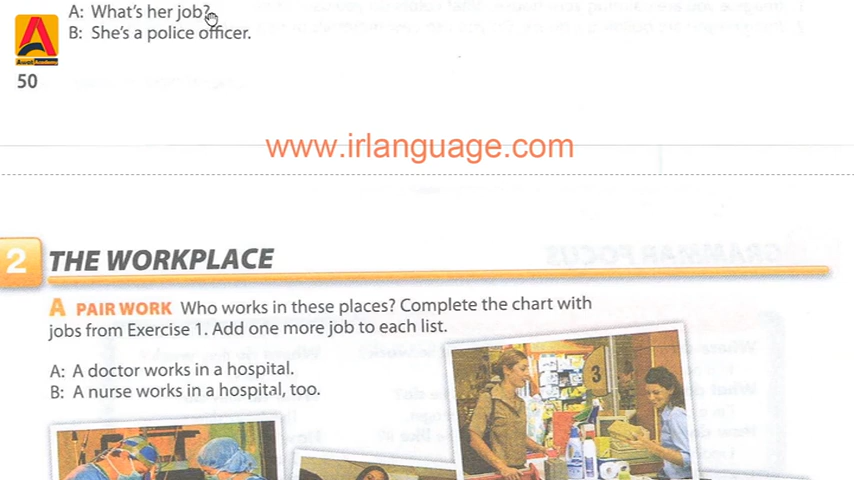 A: What's her job?
B: She's a police officer.
50
www.irlanguage.com
2 THE WORKPLACE
A PAIR WORK Who works in these places? Complete the chart with
jobs from Exercise 1. Add one more job to each list.
A: A doctor works in a hospital.
B: A nurse works in a hospital, too.
3